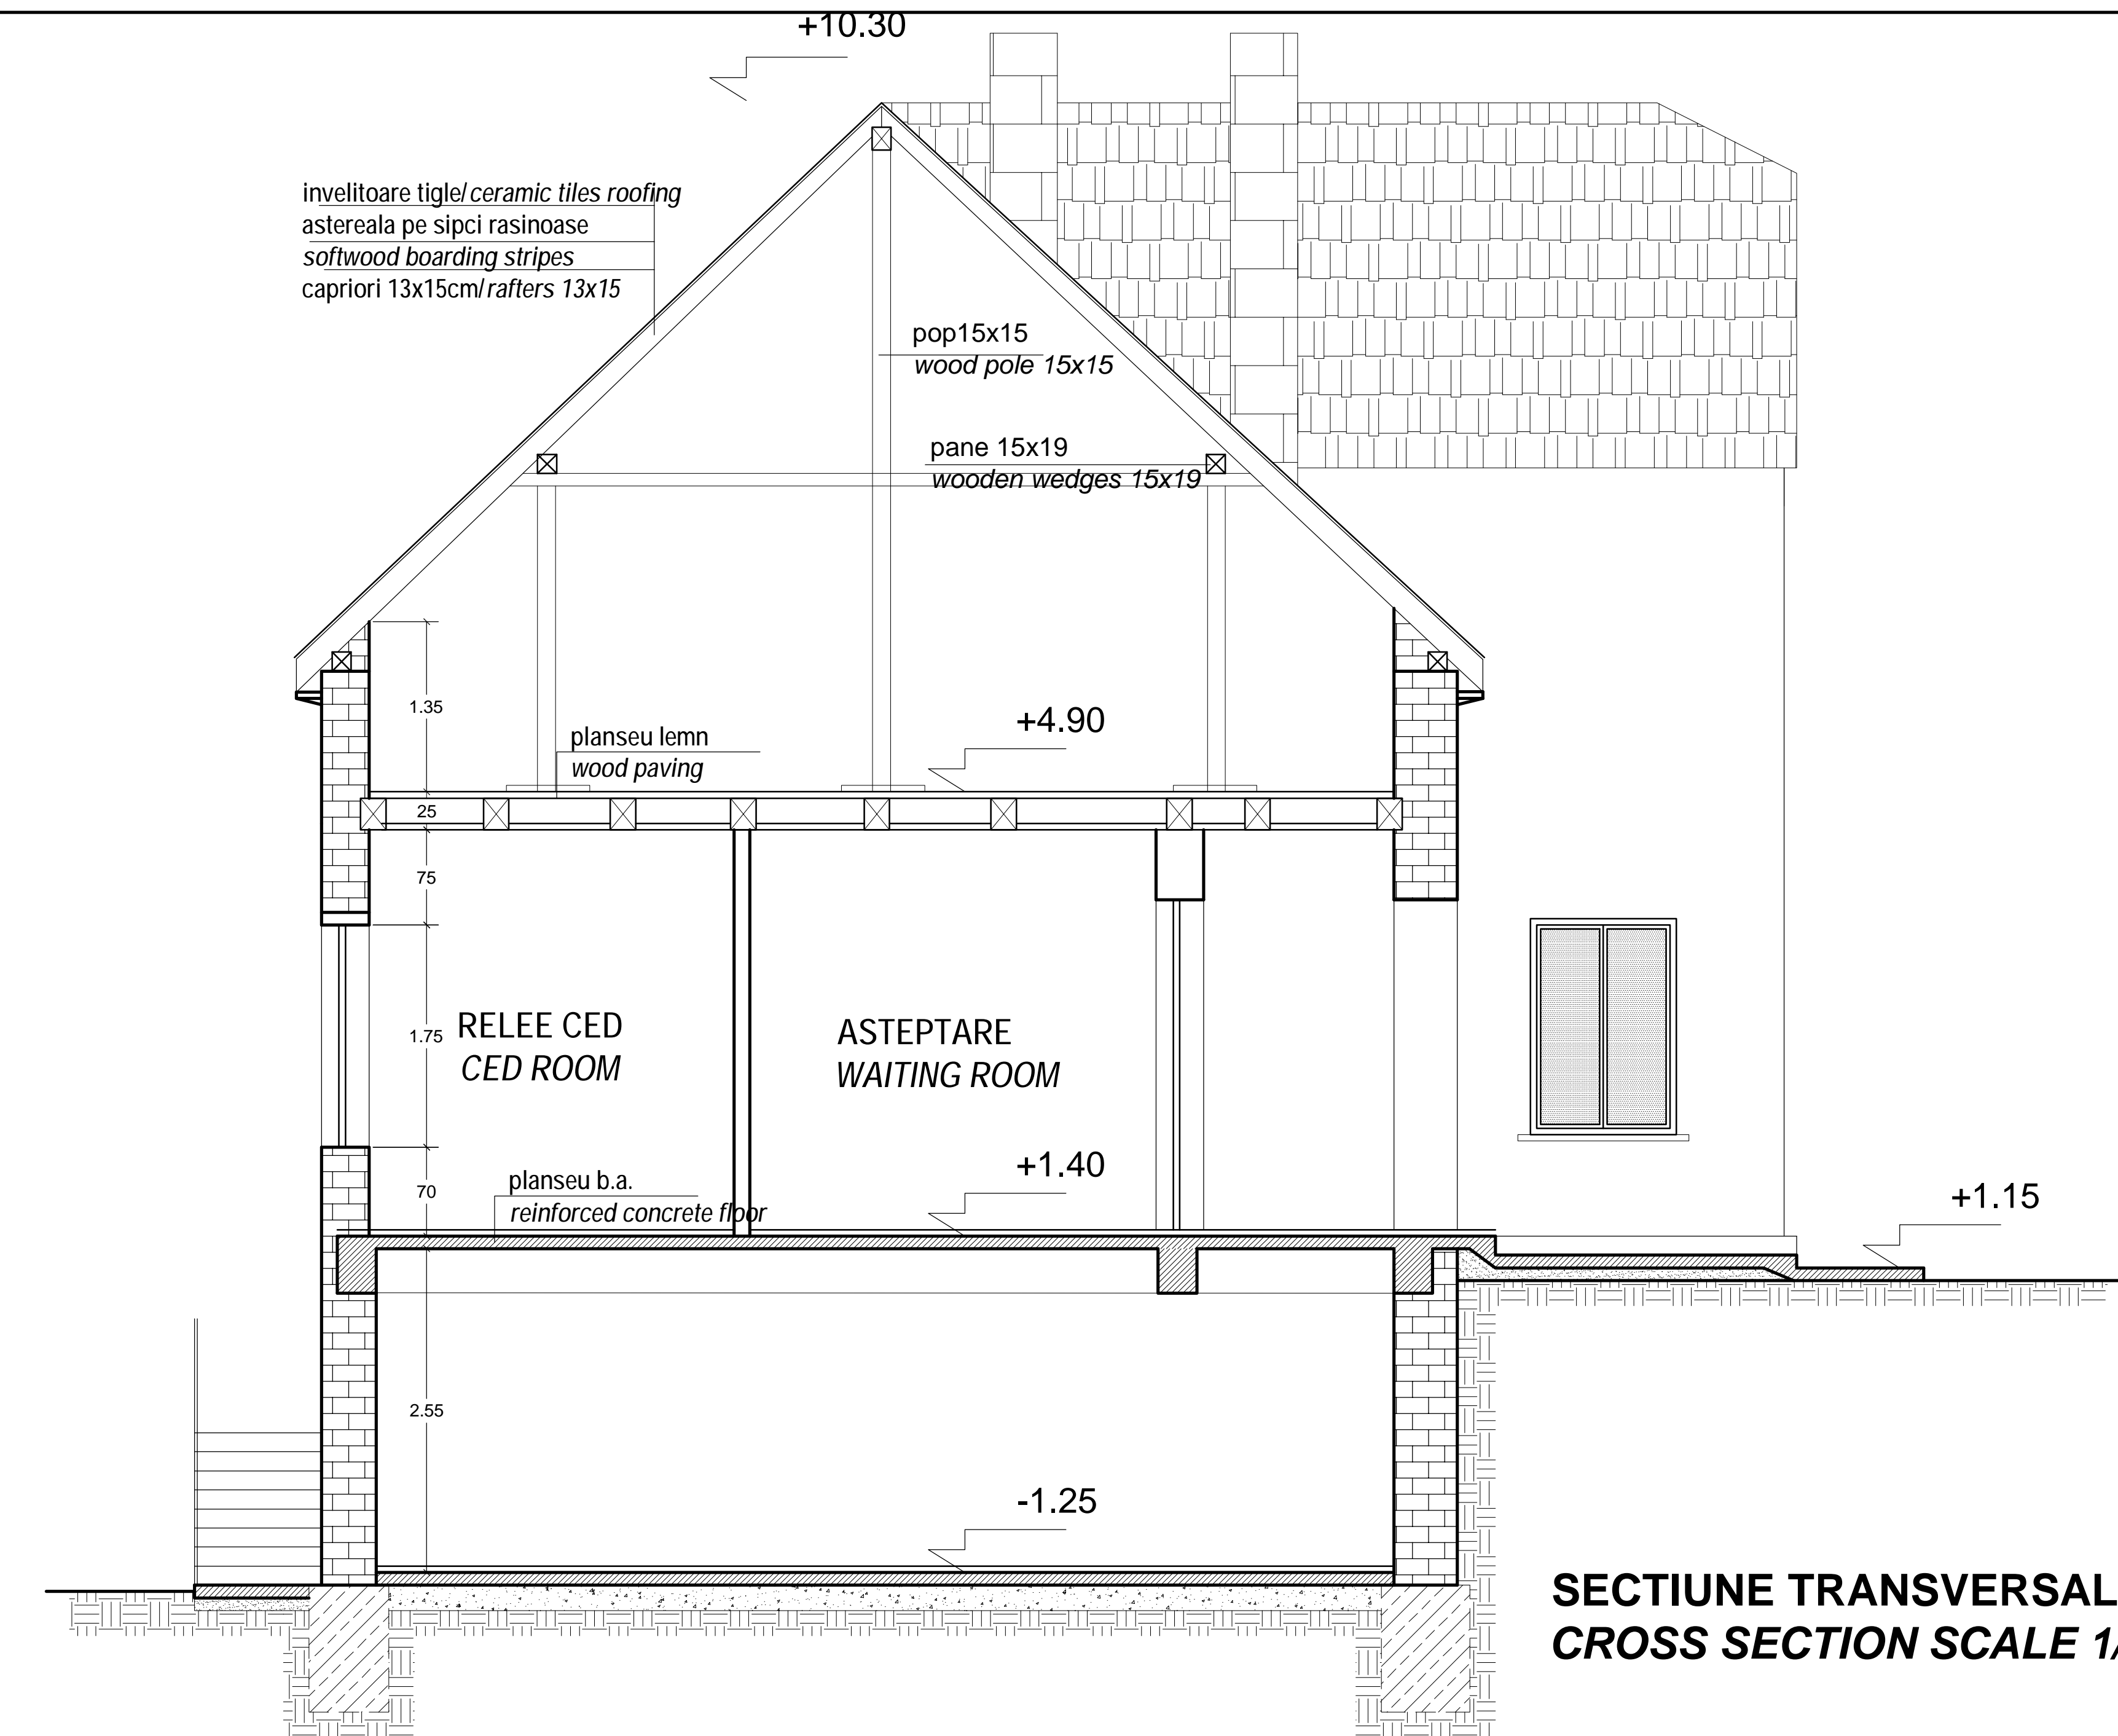 +10.30
invelitoare tigle/ceramic tiles roofing
astereala pe sipci rasinoase
softwood boarding stripes
capriori 13x15cm/rafters 13x15
pop15x15
wood pole 15x15
pane 15x19
wooden wedges 15x19
1.35
+4.90
planseu lemn
wood paving
25
75
1.75
RELEE CED
CED ROOM
ASTEPTARE
WAITING ROOM
+1.40
70
planseu b.a.
reinforced concrete floor
+1.15
2.55
-1.25
SECTIUNE TRANSVERSAL
CROSS SECTION SCALE 1/